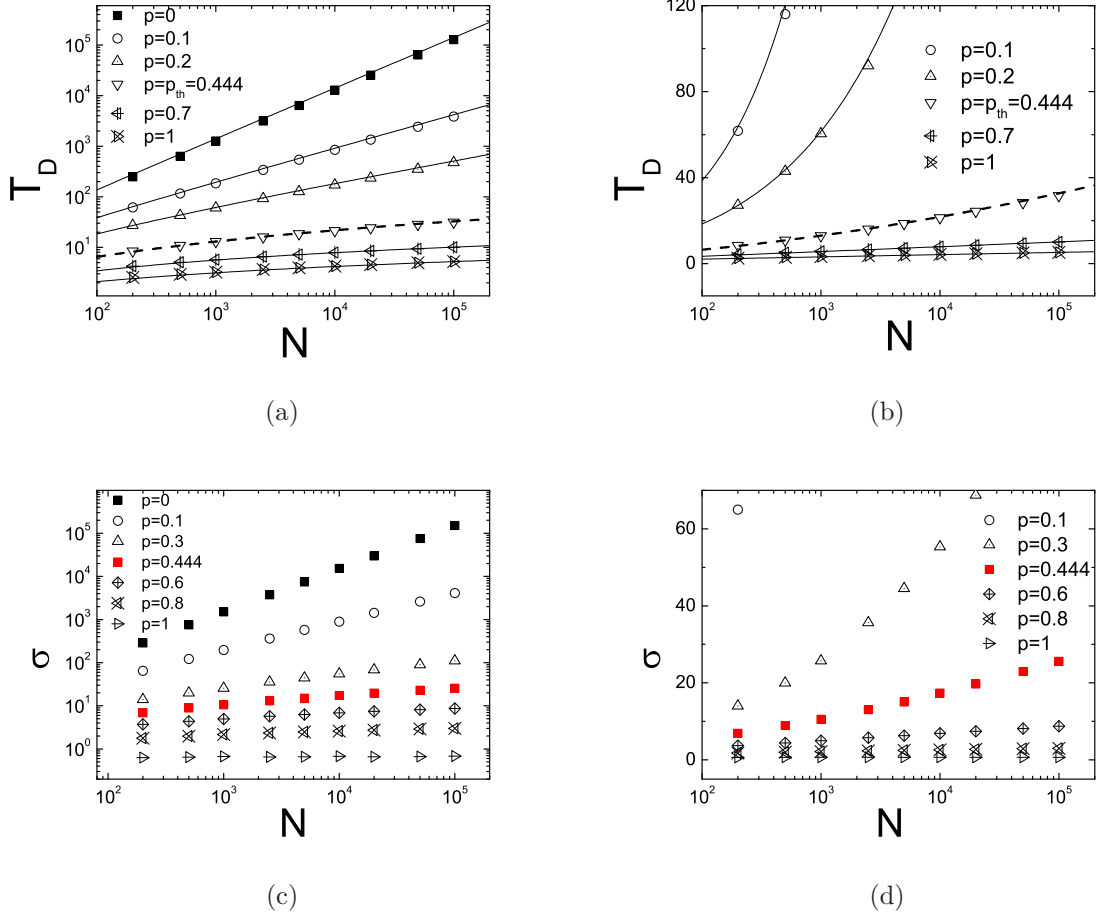 10^5
10^4
10^3
10^2
10^1
T_D
p=0
p=0.1
p=0.2
p=p_th=0.444
p=0.7
p=1
10^2 10^3 10^4 10^5
N
(a)
120
80
40
0
T_D
p=0.1
p=0.2
p=p_th=0.444
p=0.7
p=1
10^2 10^3 10^4 10^5
N
(b)
10^5
10^4
10^3
10^2
10^1
10^0
σ
p=0
p=0.1
p=0.3
p=0.444
p=0.6
p=0.8
p=1
10^2 10^3 10^4 10^5
N
(c)
60
40
20
0
σ
p=0.1
p=0.3
p=0.444
p=0.6
p=0.8
p=1
10^2 10^3 10^4 10^5
N
(d)